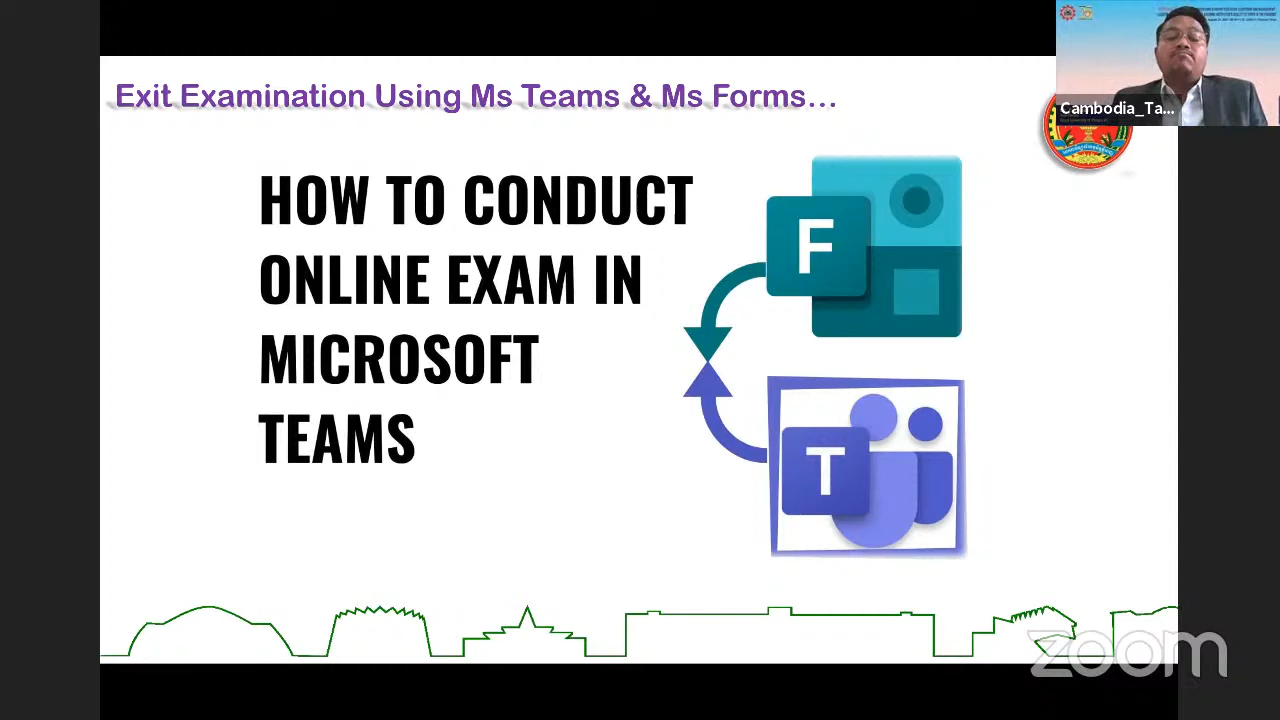 Exit Examination Using Ms Teams & Ms Forms...
Cambodia_Ta...
HOW TO CONDUCT
ONLINE EXAM IN
MICROSOFT
TEAMS
F
T
zoom